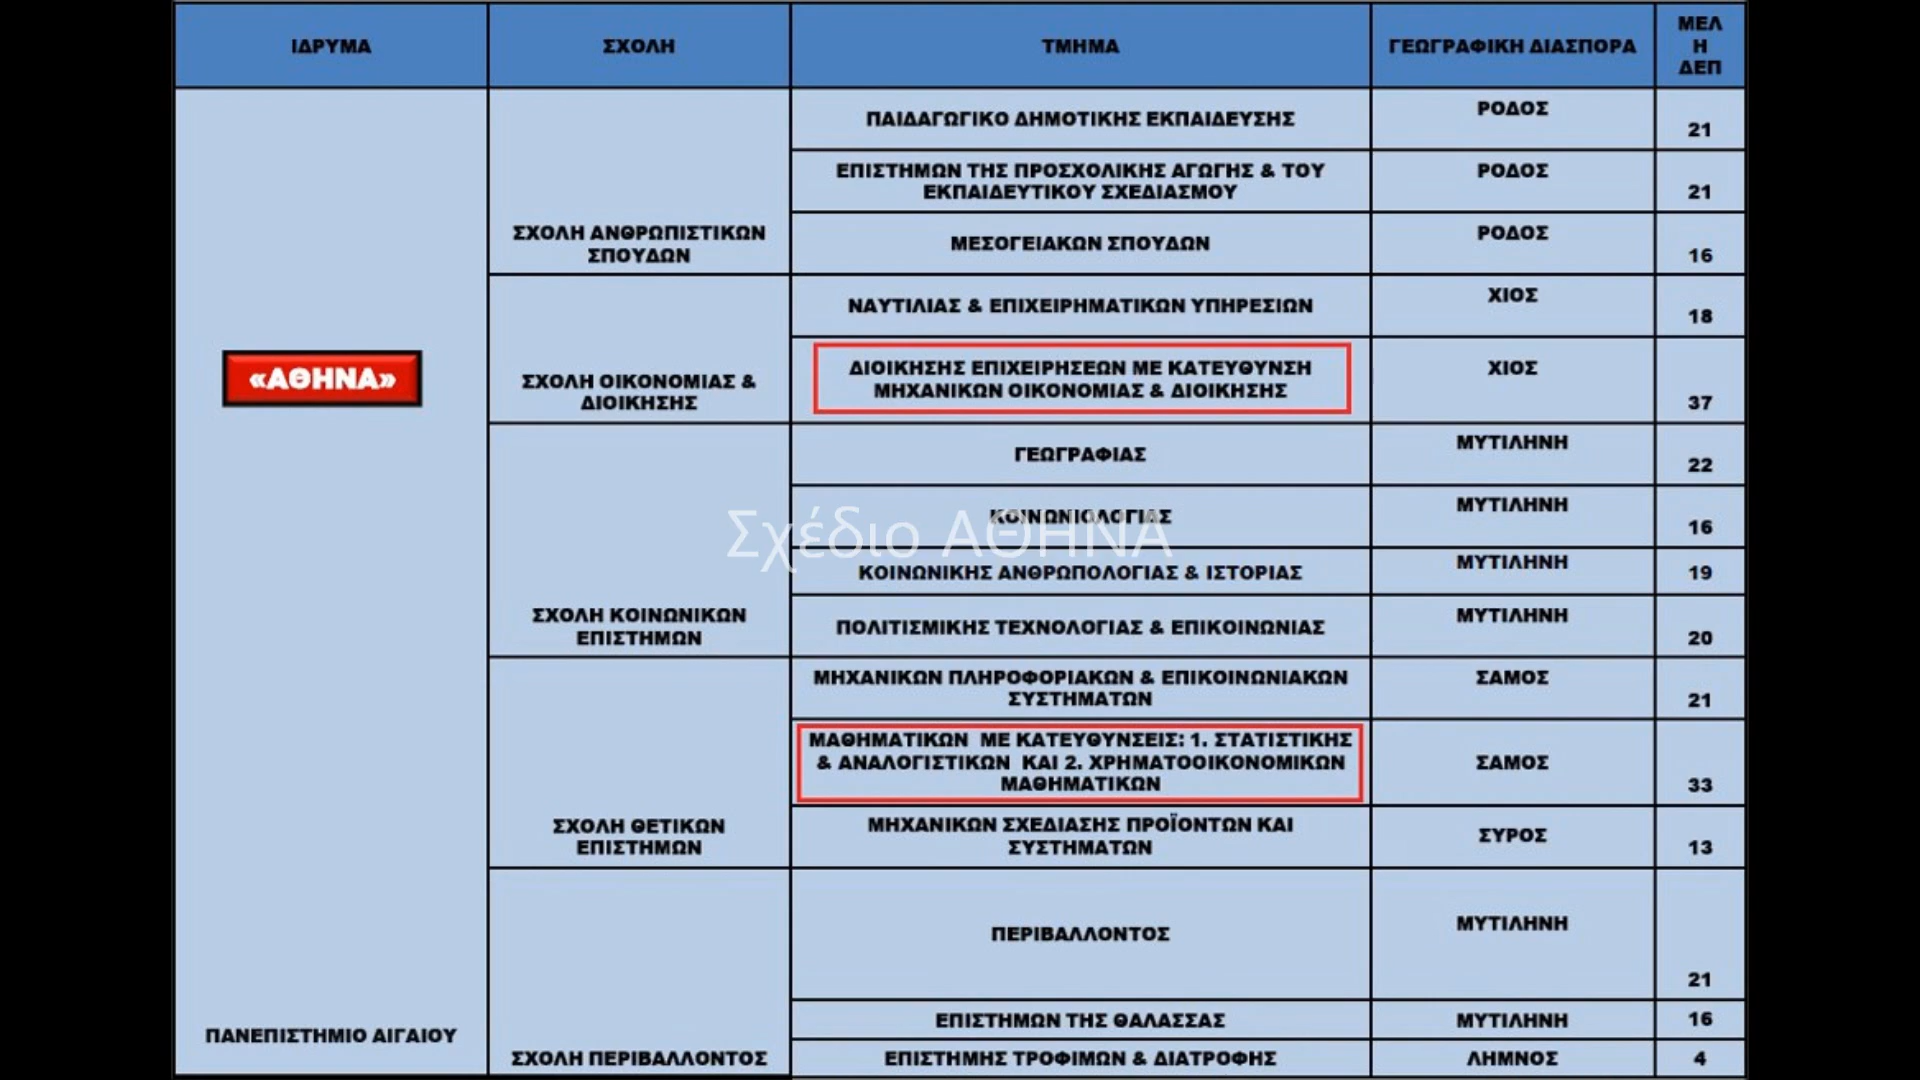 ΙΔΡΥΜΑ
ΣΧΟΛΗ
ΤΜΗΜΑ
ΓΕΩΓΡΑΦΙΚΗ ΔΙΑΣΠΟΡΑ
ΜΕΛ
Η
ΔΕΠ
«ΑΘΗΝΑ»
ΠΑΝΕΠΙΣΤΗΜΙΟ ΑΙΓΑΙΟΥ
ΣΧΟΛΗ ΑΝΘΡΩΠΙΣΤΙΚΩΝ
ΣΠΟΥΔΩΝ
ΠΑΙΔΑΓΩΓΙΚΟ ΔΗΜΟΤΙΚΗΣ ΕΚΠΑΙΔΕΥΣΗΣ
ΡΟΔΟΣ
21
ΕΠΙΣΤΗΜΩΝ ΤΗΣ ΠΡΟΣΧΟΛΙΚΗΣ ΑΓΩΓΗΣ & ΤΟΥ
ΕΚΠΑΙΔΕΥΤΙΚΟΥ ΣΧΕΔΙΑΣΜΟΥ
ΡΟΔΟΣ
21
ΜΕΣΟΓΕΙΑΚΩΝ ΣΠΟΥΔΩΝ
ΡΟΔΟΣ
16
ΣΧΟΛΗ ΟΙΚΟΝΟΜΙΑΣ &
ΔΙΟΙΚΗΣΗΣ
ΝΑΥΤΙΛΙΑΣ & ΕΠΙΧΕΙΡΗΜΑΤΙΚΩΝ ΥΠΗΡΕΣΙΩΝ
ΧΙΟΣ
18
ΔΙΟΙΚΗΣΗΣ ΕΠΙΧΕΙΡΗΣΕΩΝ ΜΕ ΚΑΤΕΥΘΥΝΣΗ
ΜΗΧΑΝΙΚΩΝ ΟΙΚΟΝΟΜΙΑΣ & ΔΙΟΙΚΗΣΗΣ
ΧΙΟΣ
37
ΣΧΟΛΗ ΚΟΙΝΩΝΙΚΩΝ
ΕΠΙΣΤΗΜΩΝ
ΓΕΩΓΡΑΦΙΑΣ
ΜΥΤΙΛΗΝΗ
22
ΚΟΙΝΩΝΙΟΛΟΓΙΑΣ
ΜΥΤΙΛΗΝΗ
16
Σχέδιο ΑΘΗΝΑ
ΚΟΙΝΩΝΙΚΗΣ ΑΝΘΡΩΠΟΛΟΓΙΑΣ & ΙΣΤΟΡΙΑΣ
ΜΥΤΙΛΗΝΗ
19
ΠΟΛΙΤΙΣΜΙΚΗΣ ΤΕΧΝΟΛΟΓΙΑΣ & ΕΠΙΚΟΙΝΩΝΙΑΣ
ΜΥΤΙΛΗΝΗ
20
ΣΧΟΛΗ ΘΕΤΙΚΩΝ
ΕΠΙΣΤΗΜΩΝ
ΜΗΧΑΝΙΚΩΝ ΠΛΗΡΟΦΟΡΙΑΚΩΝ & ΕΠΙΚΟΙΝΩΝΙΑΚΩΝ
ΣΥΣΤΗΜΑΤΩΝ
ΣΑΜΟΣ
21
ΜΑΘΗΜΑΤΙΚΩΝ ΜΕ ΚΑΤΕΥΘΥΝΣΕΙΣ: 1. ΣΤΑΤΙΣΤΙΚΗΣ
& ΑΝΑΛΟΓΙΣΤΙΚΩΝ ΚΑΙ 2. ΧΡΗΜΑΤΟΟΙΚΟΝΟΜΙΚΩΝ
ΜΑΘΗΜΑΤΙΚΩΝ
ΣΑΜΟΣ
33
ΜΗΧΑΝΙΚΩΝ ΣΧΕΔΙΑΣΗΣ ΠΡΟΪΟΝΤΩΝ ΚΑΙ
ΣΥΣΤΗΜΑΤΩΝ
ΣΥΡΟΣ
13
ΣΧΟΛΗ ΠΕΡΙΒΑΛΛΟΝΤΟΣ
ΠΕΡΙΒΑΛΛΟΝΤΟΣ
ΜΥΤΙΛΗΝΗ
21
ΕΠΙΣΤΗΜΩΝ ΤΗΣ ΘΑΛΑΣΣΑΣ
ΜΥΤΙΛΗΝΗ
16
ΕΠΙΣΤΗΜΗΣ ΤΡΟΦΙΜΩΝ & ΔΙΑΤΡΟΦΗΣ
ΛΗΜΝΟΣ
4